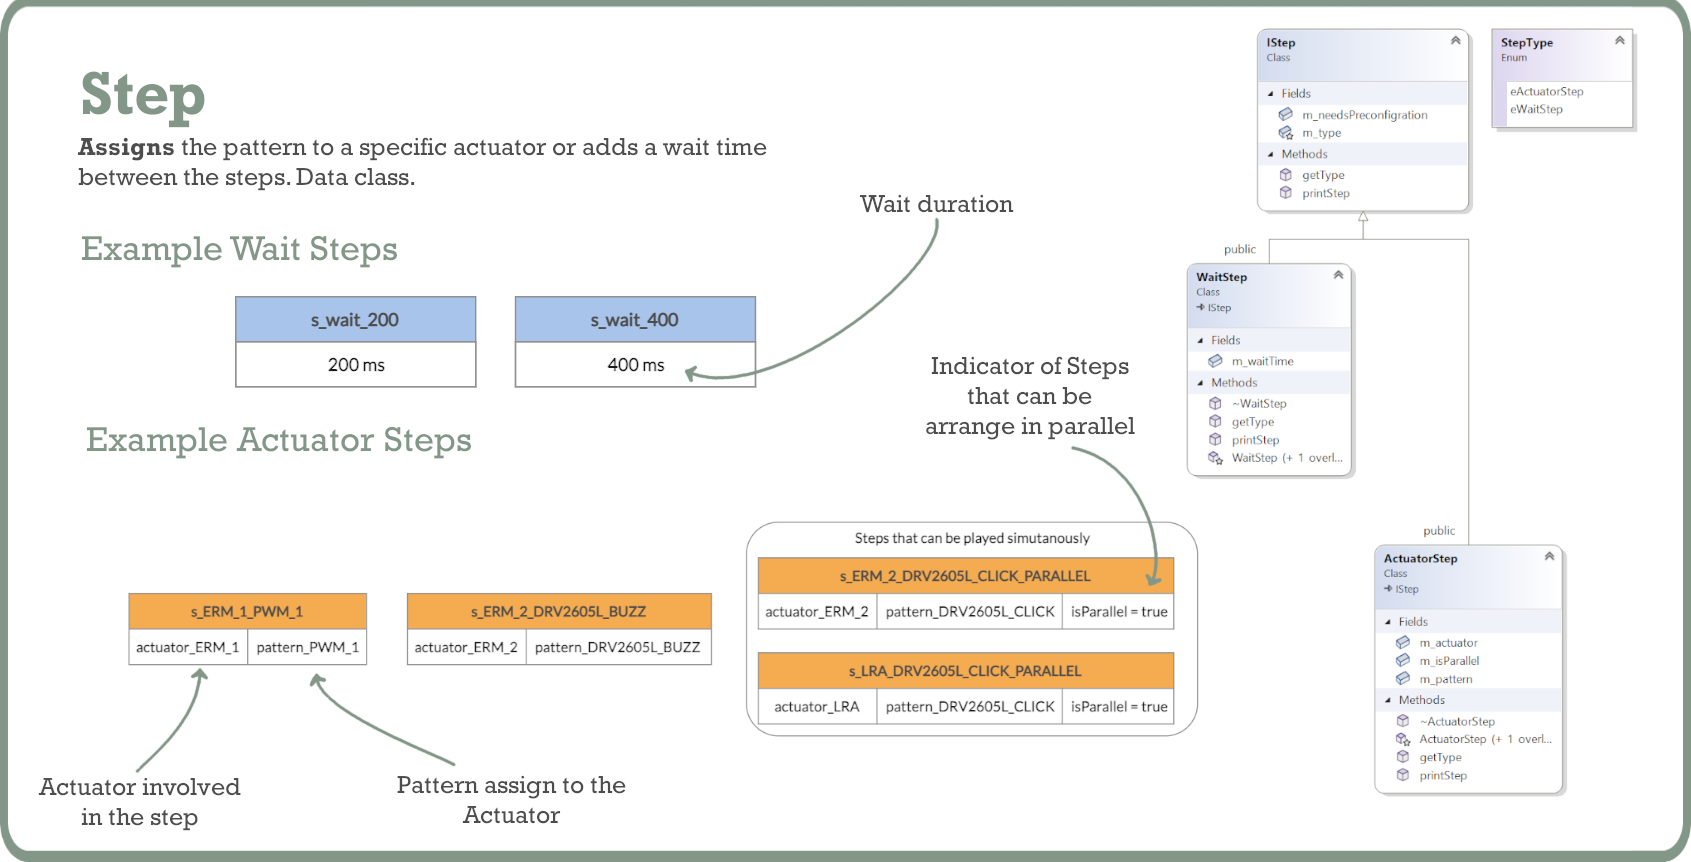 Step
Assigns the pattern to a specific actuator or adds a wait time
between the steps. Data class.
Example Wait Steps
s_wait_200
200 ms
s_wait_400
400 ms
Wait duration
Example Actuator Steps
s_ERM_1_PWM_1
actuator_ERM_1 pattern_PWM_1
s_ERM_2_DRV2605L_BUZZ
actuator_ERM_2 pattern_DRV2605L_BUZZ
Actuator involved
in the step
Pattern assign to the
Actuator
Indicator of Steps
that can be
arrange in parallel
Steps that can be played simutanously
s_ERM_2_DRV2605L_CLICK_PARALLEL
actuator_ERM_2 pattern_DRV2605L_CLICK isParallel = true
s_LRA_DRV2605L_CLICK_PARALLEL
actuator_LRA pattern_DRV2605L_CLICK isParallel = true
IStep
Class
Fields
m_needsPreconfigration
m_type
Methods
getType
printStep
StepType
Enum
eActuatorStep
eWaitStep
public
WaitStep
Class
IStep
Fields
m_waitTime
Methods
~WaitStep
getType
printStep
WaitStep (+ 1 overl...
public
ActuatorStep
Class
IStep
Fields
m_actuator
m_isParallel
m_pattern
Methods
~ActuatorStep
ActuatorStep (+ 1 overl...
getType
printStep